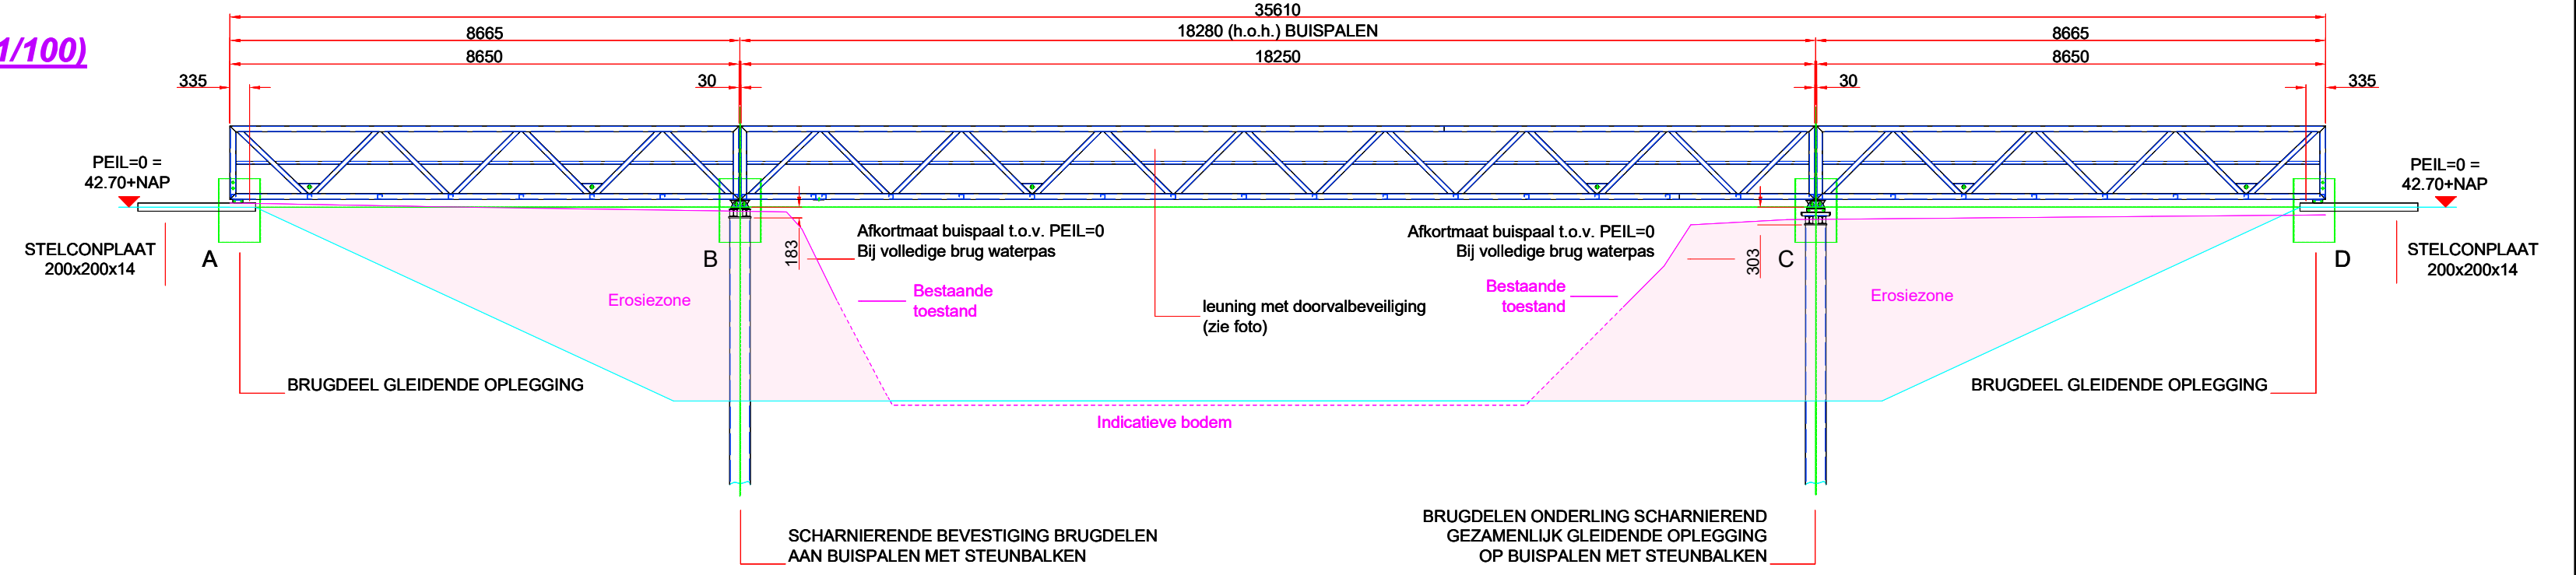 1/100)
35610
8665
18280 (h.o.h.) BUISPALEN
8665
8650
18250
8650
335
30
30
335
PEIL=0 =
42.70+NAP
PEIL=0 =
42.70+NAP
STELCONPLAAT
200x200x14
A
B
183
Afkortmaat buispaal t.o.v. PEIL=0
Bij volledige brug waterpas
Afkortmaat buispaal t.o.v. PEIL=0
Bij volledige brug waterpas
303
C
D
STELCONPLAAT
200x200x14
Erosiezone
Bestaande
toestand
leuning met doorvalbeveiliging
(zie foto)
Bestaande
toestand
Erosiezone
BRUGDEEL GLEIDENDE OPLEGGING
Indicatieve bodem
BRUGDEEL GLEIDENDE OPLEGGING
SCHARNIERENDE BEVESTIGING BRUGDELEN
AAN BUISPALEN MET STEUNBALKEN
BRUGDELEN ONDERLING SCHARNIEREND
GEZAMENLIJK GLEIDENDE OPLEGGING
OP BUISPALEN MET STEUNBALKEN